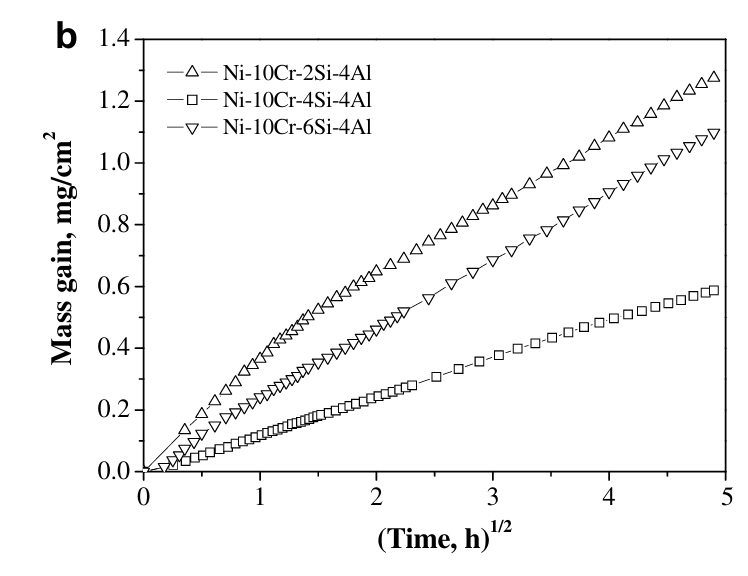 b
1.4
1.2
1.0
0.8
0.6
0.4
0.2
0.0
Mass gain, mg/cm²
Ni-10Cr-2Si-4Al
Ni-10Cr-4Si-4Al
Ni-10Cr-6Si-4Al
0 1 2 3 4 5
(Time, h)^1/2